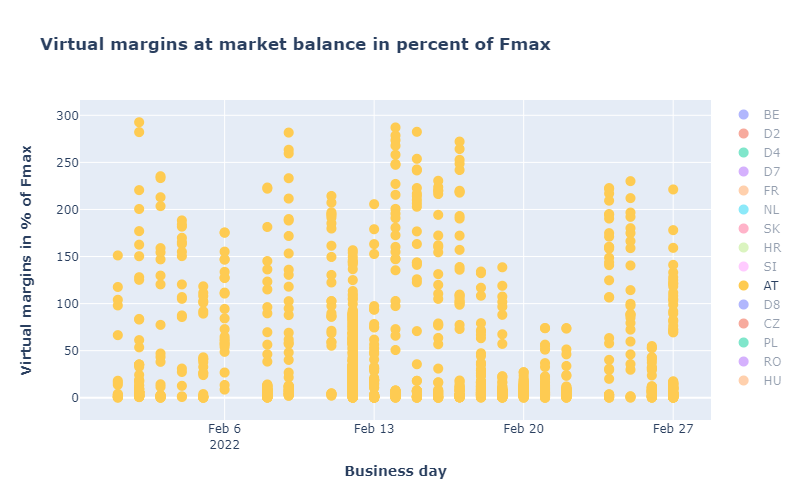 Virtual margins at market balance in percent of Fmax
Virtual margins in % of Fmax
300
250
200
150
100
50
0
Feb 6
2022
Feb 13
Feb 20
Feb 27
Business day
BE
D2
D4
D7
FR
NL
SK
HR
SI
AT
D8
CZ
PL
RO
HU